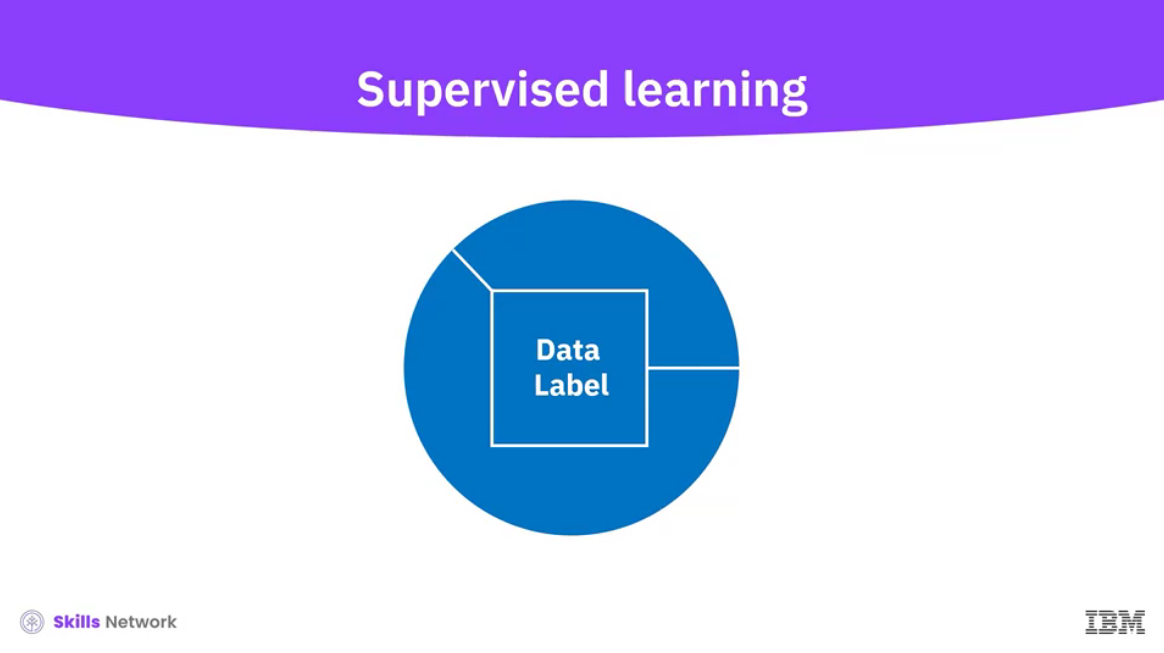 Supervised learning
Data
Label
Skills Network
IBM